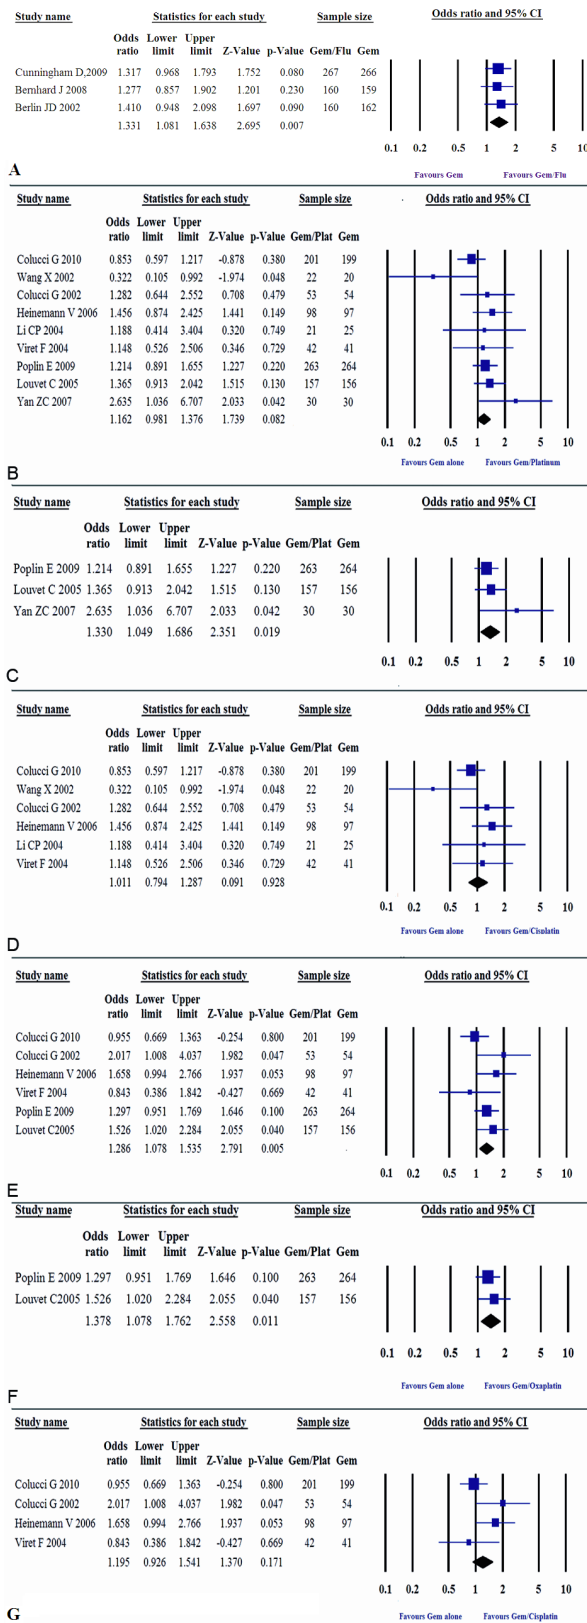 Study name Statistics for each study Sample size Odds ratio and 95% CI
Odds ratio Lower limit Upper limit Z-Value p-Value Gem/Flu Gem
Cunningham D,2009 1.317 0.968 1.793 1.752 0.080 267 266
Bernhard J 2008 1.277 0.857 1.902 1.201 0.230 160 159
Berlin JD 2002 1.410 0.948 2.098 1.697 0.090 160 162
1.331 1.081 1.638 2.695 0.007
0.1 0.2 0.5 1 2 5 10
A Favours Gem Favours Gem/Flu
Study name Statistics for each study Sample size Odds ratio and 95% CI
Odds ratio Lower limit Upper limit Z-Value p-Value Gem/Plat Gem
Colucci G 2010 0.853 0.597 1.217 -0.878 0.380 201 199
Wang X 2002 0.322 0.105 0.992 -1.974 0.048 22 20
Colucci G 2002 1.282 0.644 2.552 0.708 0.479 53 54
Heinemann V 2006 1.456 0.874 2.425 1.441 0.149 98 97
Li CP 2004 1.188 0.414 3.404 0.320 0.749 21 25
Viret F 2004 1.148 0.526 2.506 0.346 0.729 42 41
Poplin E 2009 1.214 0.891 1.655 1.227 0.220 263 264
Louvet C 2005 1.365 0.913 2.042 1.515 0.130 157 156
Yan ZC 2007 2.635 1.036 6.707 2.033 0.042 30 30
1.162 0.981 1.376 1.739 0.082
0.1 0.2 0.5 1 2 5 10
Favours Gem alone Favours Gem/Platinum
B
Study name Statistics for each study Sample size Odds ratio and 95% CI
Odds ratio Lower limit Upper limit Z-Value p-Value Gem/Plat Gem
Poplin E 2009 1.214 0.891 1.655 1.227 0.220 263 264
Louvet C 2005 1.365 0.913 2.042 1.515 0.130 157 156
Yan ZC 2007 2.635 1.036 6.707 2.033 0.042 30 30
1.330 1.049 1.686 2.351 0.019
0.1 0.2 0.5 1 2 5 10
C
Study name Statistics for each study Sample size Odds ratio and 95% CI
Odds ratio Lower limit Upper limit Z-Value p-Value Gem/Plat Gem
Colucci G 2010 0.853 0.597 1.217 -0.878 0.380 201 199
Wang X 2002 0.322 0.105 0.992 -1.974 0.048 22 20
Colucci G 2002 1.282 0.644 2.552 0.708 0.479 53 54
Heinemann V 2006 1.456 0.874 2.425 1.441 0.149 98 97
Li CP 2004 1.188 0.414 3.404 0.320 0.749 21 25
Viret F 2004 1.148 0.526 2.506 0.346 0.729 42 41
1.011 0.794 1.287 0.091 0.928
0.1 0.2 0.5 1 2 5 10
Favours Gem alone Favours Gem/Cisplatin
D
Study name Statistics for each study Sample size Odds ratio and 95% CI
Odds ratio Lower limit Upper limit Z-Value p-Value Gem/Plat Gem
Colucci G 2010 0.955 0.669 1.363 -0.254 0.800 201 199
Colucci G 2002 2.017 1.008 4.037 1.982 0.047 53 54
Heinemann V 2006 1.658 0.994 2.766 1.937 0.053 98 97
Viret F 2004 0.843 0.386 1.842 -0.427 0.669 42 41
Poplin E 2009 1.297 0.951 1.769 1.646 0.100 263 264
Louvet C2005 1.526 1.020 2.284 2.055 0.040 157 156
1.286 1.078 1.535 2.791 0.005
0.1 0.2 0.5 1 2 5 10
E
Study name Statistics for each study Sample size Odds ratio and 95% CI
Odds ratio Lower limit Upper limit Z-Value p-Value Gem/Plat Gem
Poplin E 2009 1.297 0.951 1.769 1.646 0.100 263 264
Louvet C2005 1.526 1.020 2.284 2.055 0.040 157 156
1.378 1.078 1.762 2.558 0.011
0.1 0.2 0.5 1 2 5 10
Favours Gem alone Favours Gem/Oxaplatin
F
Study name Statistics for each study Sample size Odds ratio and 95% CI
Odds ratio Lower limit Upper limit Z-Value p-Value Gem/Plat Gem
Colucci G 2010 0.955 0.669 1.363 -0.254 0.800 201 199
Colucci G 2002 2.017 1.008 4.037 1.982 0.047 53 54
Heinemann V 2006 1.658 0.994 2.766 1.937 0.053 98 97
Viret F 2004 0.843 0.386 1.842 -0.427 0.669 42 41
1.195 0.926 1.541 1.370 0.171
0.1 0.2 0.5 1 2 5 10
G Favours Gem alone Favours Gem/Cisplatin